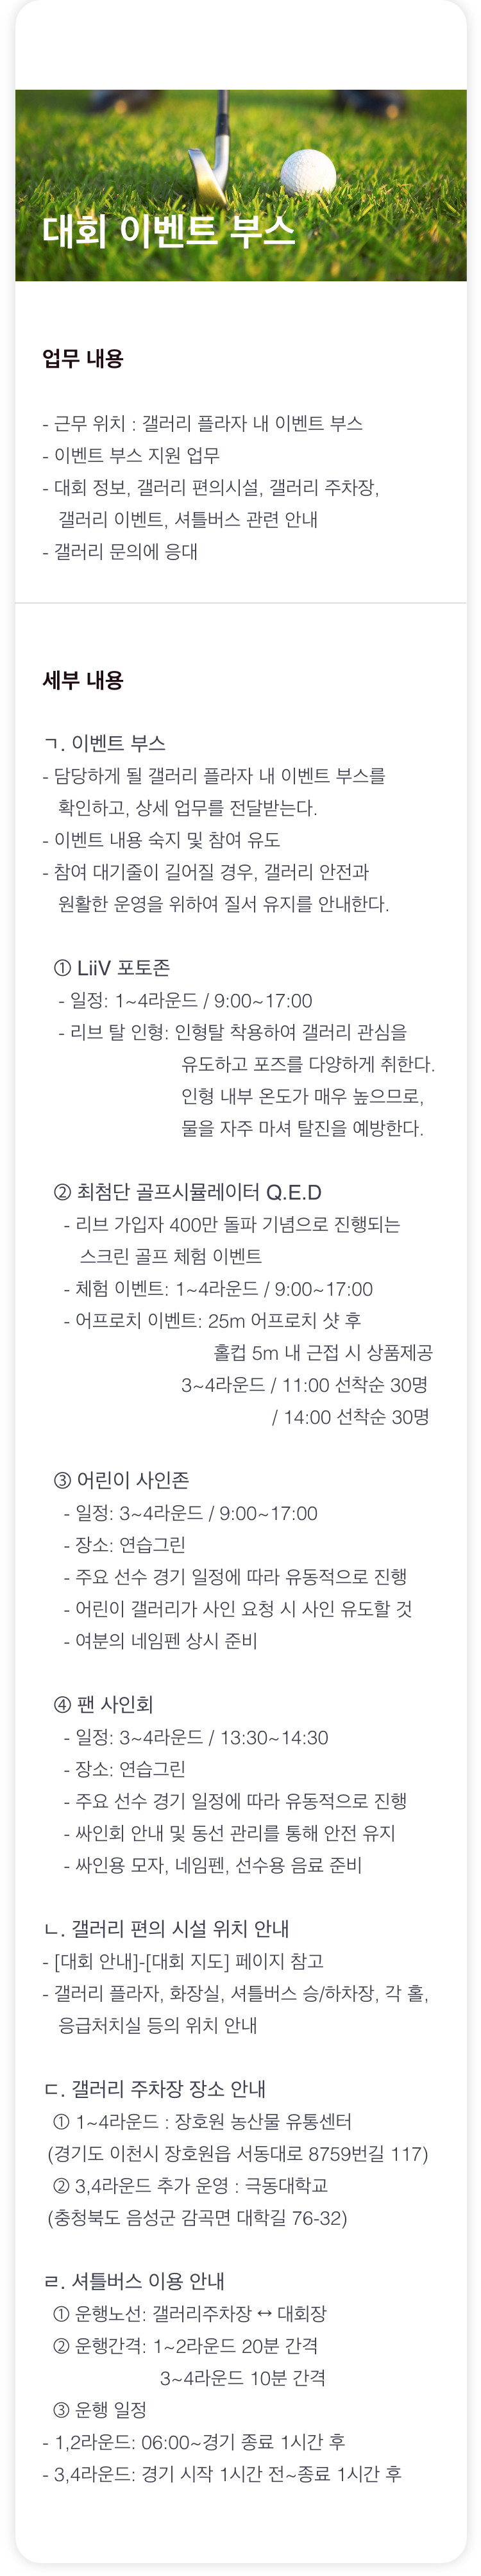 대회 이벤트 부스
업무 내용
- 근무 위치 : 갤러리 플라자 내 이벤트 부스
- 이벤트 부스 지원 업무
- 대회 정보, 갤러리 편의시설, 갤러리 주차장,
갤러리 이벤트, 셔틀버스 관련 안내
- 갤러리 문의에 응대
세부 내용
ㄱ. 이벤트 부스
- 담당하게 될 갤러리 플라자 내 이벤트 부스를
확인하고, 상세 업무를 전달받는다.
- 이벤트 내용 숙지 및 참여 유도
- 참여 대기줄이 길어질 경우, 갤러리 안전과
원활한 운영을 위하여 질서 유지를 안내한다.
① LiiV 포토존
- 일정: 1~4라운드 / 9:00~17:00
- 리브 탈 인형: 인형탈 착용하여 갤러리 관심을
유도하고 포즈를 다양하게 취한다.
인형 내부 온도가 매우 높으므로,
물을 자주 마셔 탈진을 예방한다.
② 최첨단 골프시뮬레이터 Q.E.D
- 리브 가입자 400만 돌파 기념으로 진행되는
스크린 골프 체험 이벤트
- 체험 이벤트: 1~4라운드 / 9:00~17:00
- 어프로치 이벤트: 25m 어프로치 샷 후
홀컵 5m 내 근접 시 상품제공
3~4라운드 / 11:00 선착순 30명
/ 14:00 선착순 30명
③ 어린이 사인존
- 일정: 3~4라운드 / 9:00~17:00
- 장소: 연습그린
- 주요 선수 경기 일정에 따라 유동적으로 진행
- 어린이 갤러리가 사인 요청 시 사인 유도할 것
- 여분의 네임펜 상시 준비
④ 팬 사인회
- 일정: 3~4라운드 / 13:30~14:30
- 장소: 연습그린
- 주요 선수 경기 일정에 따라 유동적으로 진행
- 싸인회 안내 및 동선 관리를 통해 안전 유지
- 싸인용 모자, 네임펜, 선수용 음료 준비
ㄴ. 갤러리 편의 시설 위치 안내
- [대회 안내]-[대회 지도] 페이지 참고
- 갤러리 플라자, 화장실, 셔틀버스 승/하차장, 각 홀,
응급처치실 등의 위치 안내
ㄷ. 갤러리 주차장 장소 안내
① 1~4라운드 : 장호원 농산물 유통센터
(경기도 이천시 장호원읍 서동대로 8759번길 117)
② 3,4라운드 추가 운영 : 극동대학교
(충청북도 음성군 감곡면 대학길 76-32)
ㄹ. 셔틀버스 이용 안내
① 운행노선: 갤러리주차장 ↔ 대회장
② 운행간격: 1~2라운드 20분 간격
3~4라운드 10분 간격
③ 운행 일정
- 1,2라운드: 06:00~경기 종료 1시간 후
- 3,4라운드: 경기 시작 1시간 전~종료 1시간 후